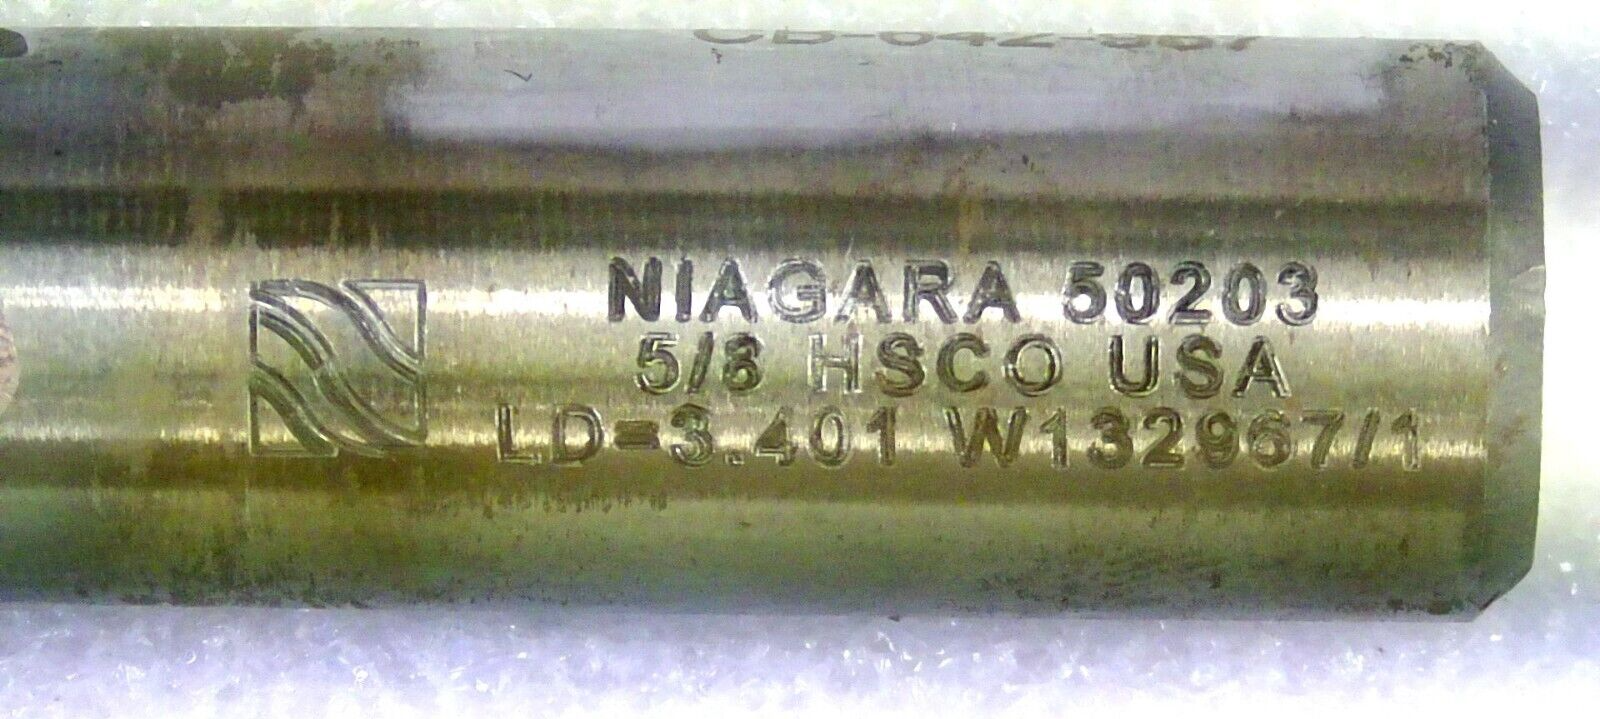 NIAGARA 50203
5/8 HSCO USA
LD=3.401 W132967/1